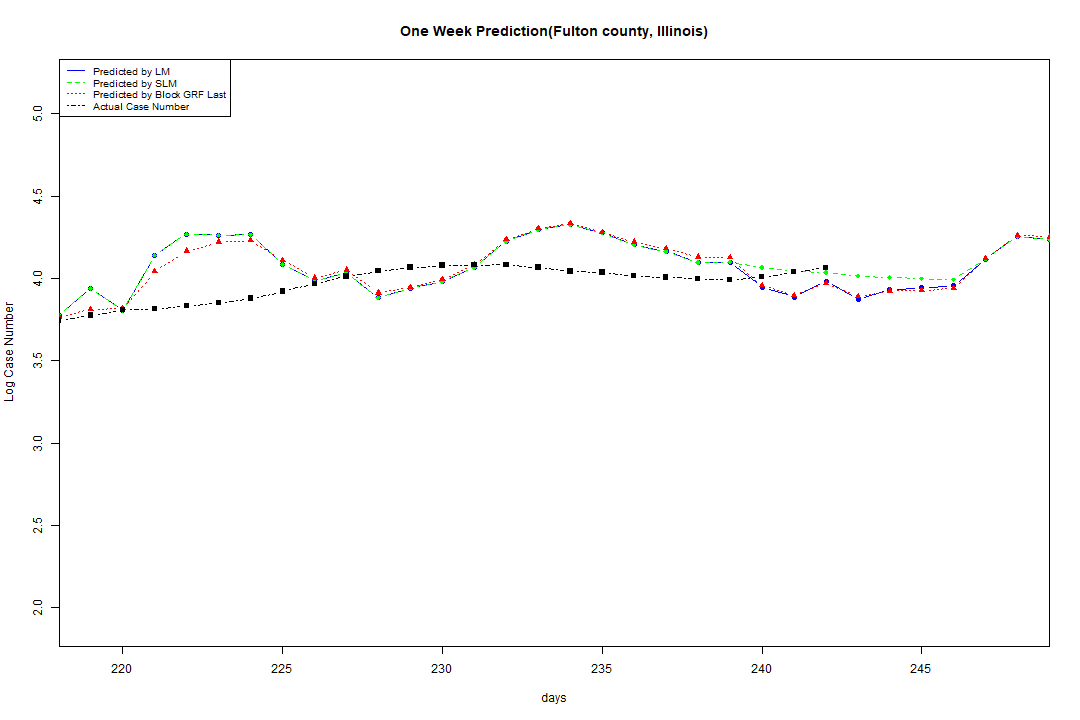 One Week Prediction(Fulton county, Illinois)
Predicted by LM
Predicted by SLM
Predicted by Block GRF Last
Actual Case Number
5.0
4.5
4.0
3.5
3.0
2.5
2.0
Log Case Number
220 225 230 235 240 245
days